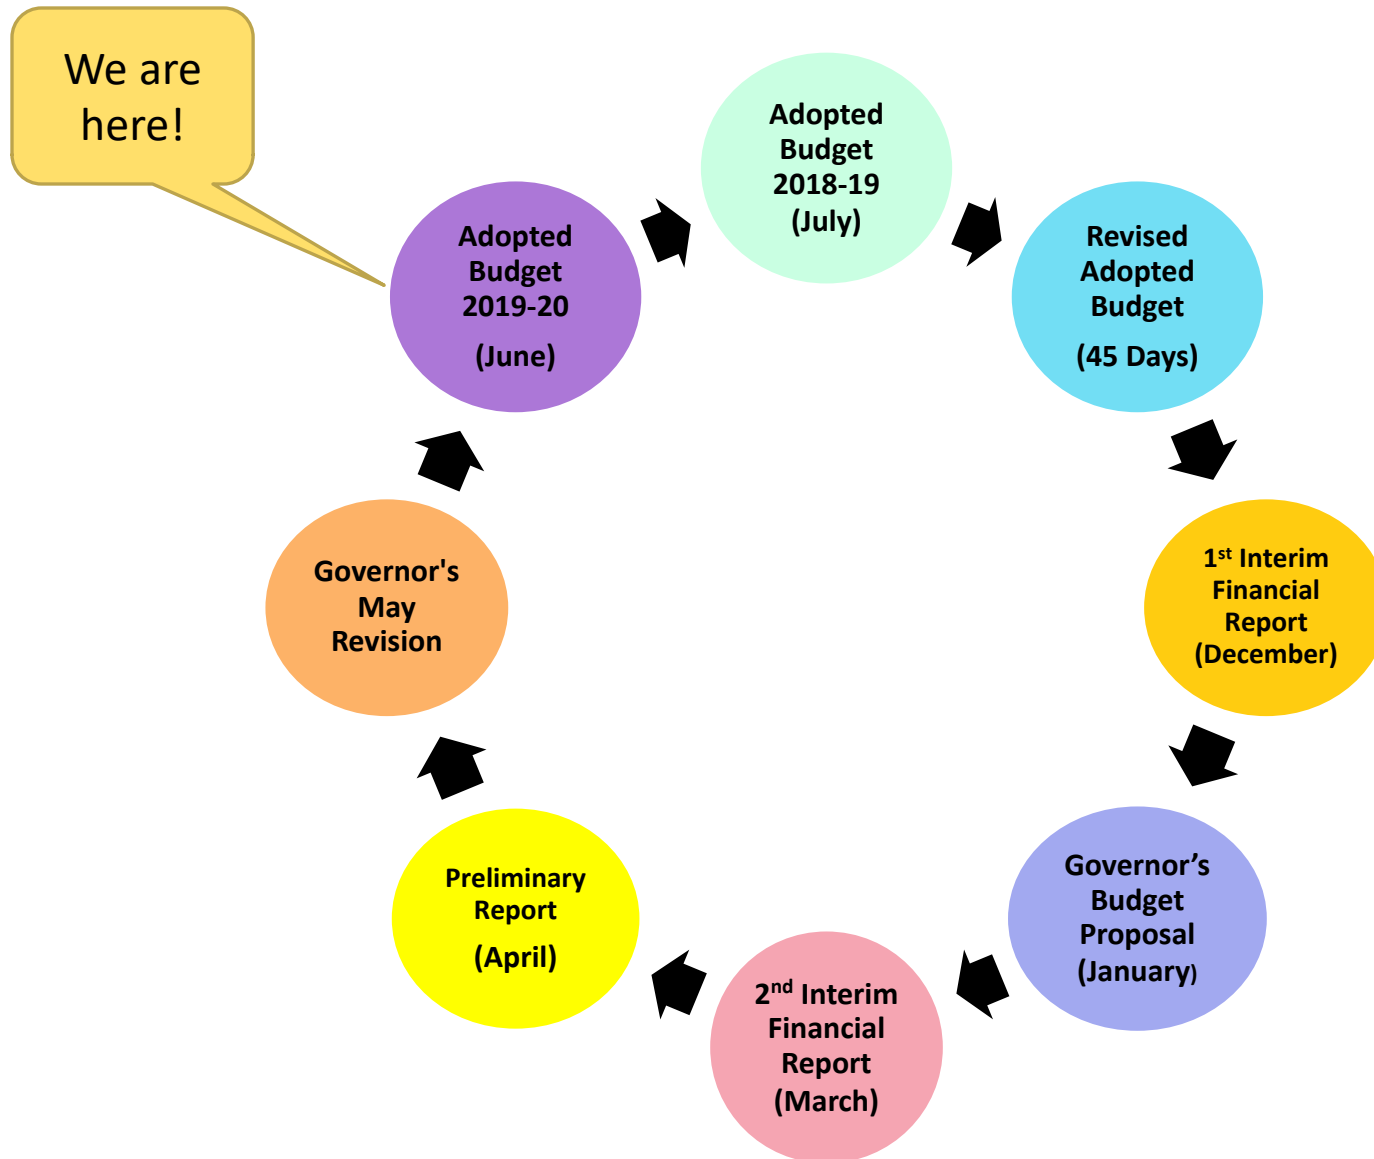 We are
here!
Adopted
Budget
2018-19
(July)
Revised
Adopted
Budget
(45 Days)
1st Interim
Financial
Report
(December)
Governor’s
Budget
Proposal
(January)
2nd Interim
Financial
Report
(March)
Preliminary
Report
(April)
Governor's
May
Revision
Adopted
Budget
2019-20
(June)